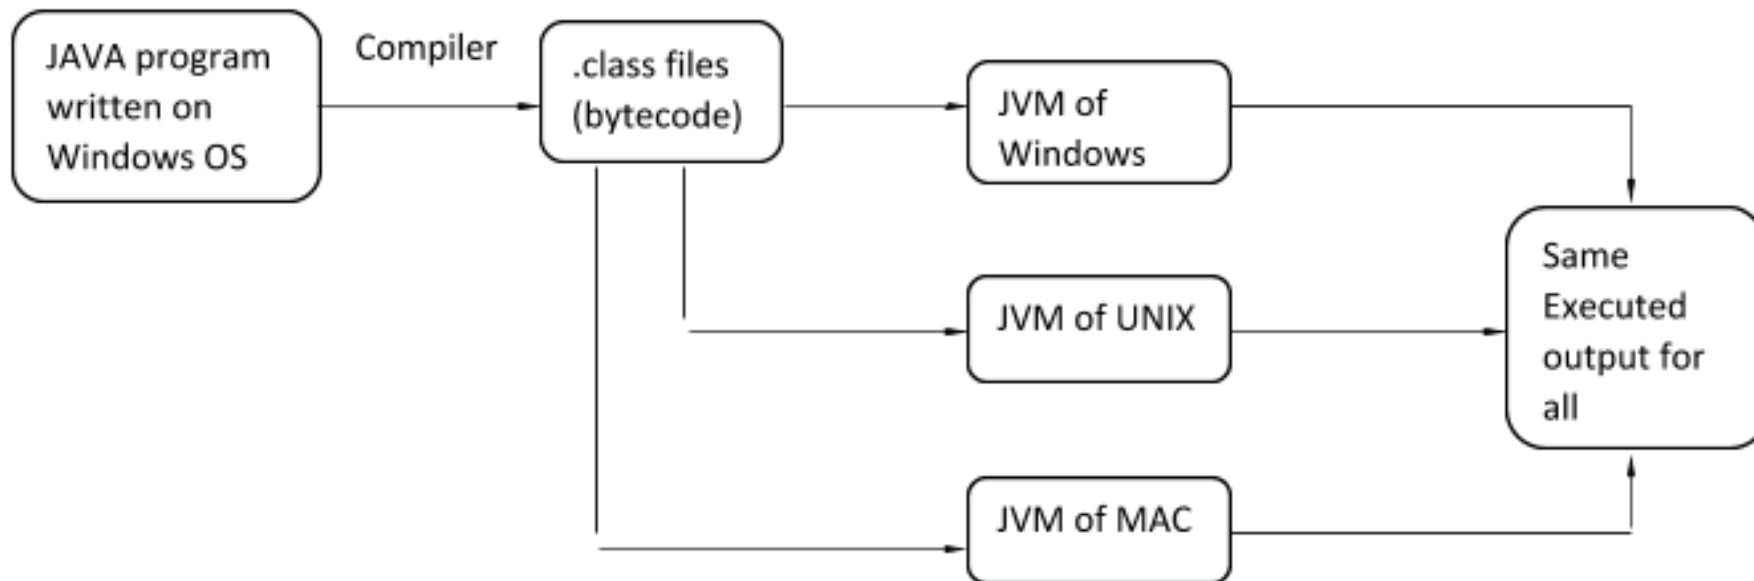 JAVA program
written on
Windows OS
Compiler
.class files
(bytecode)
JVM of
Windows
JVM of UNIX
JVM of MAC
Same
Executed
output for
all